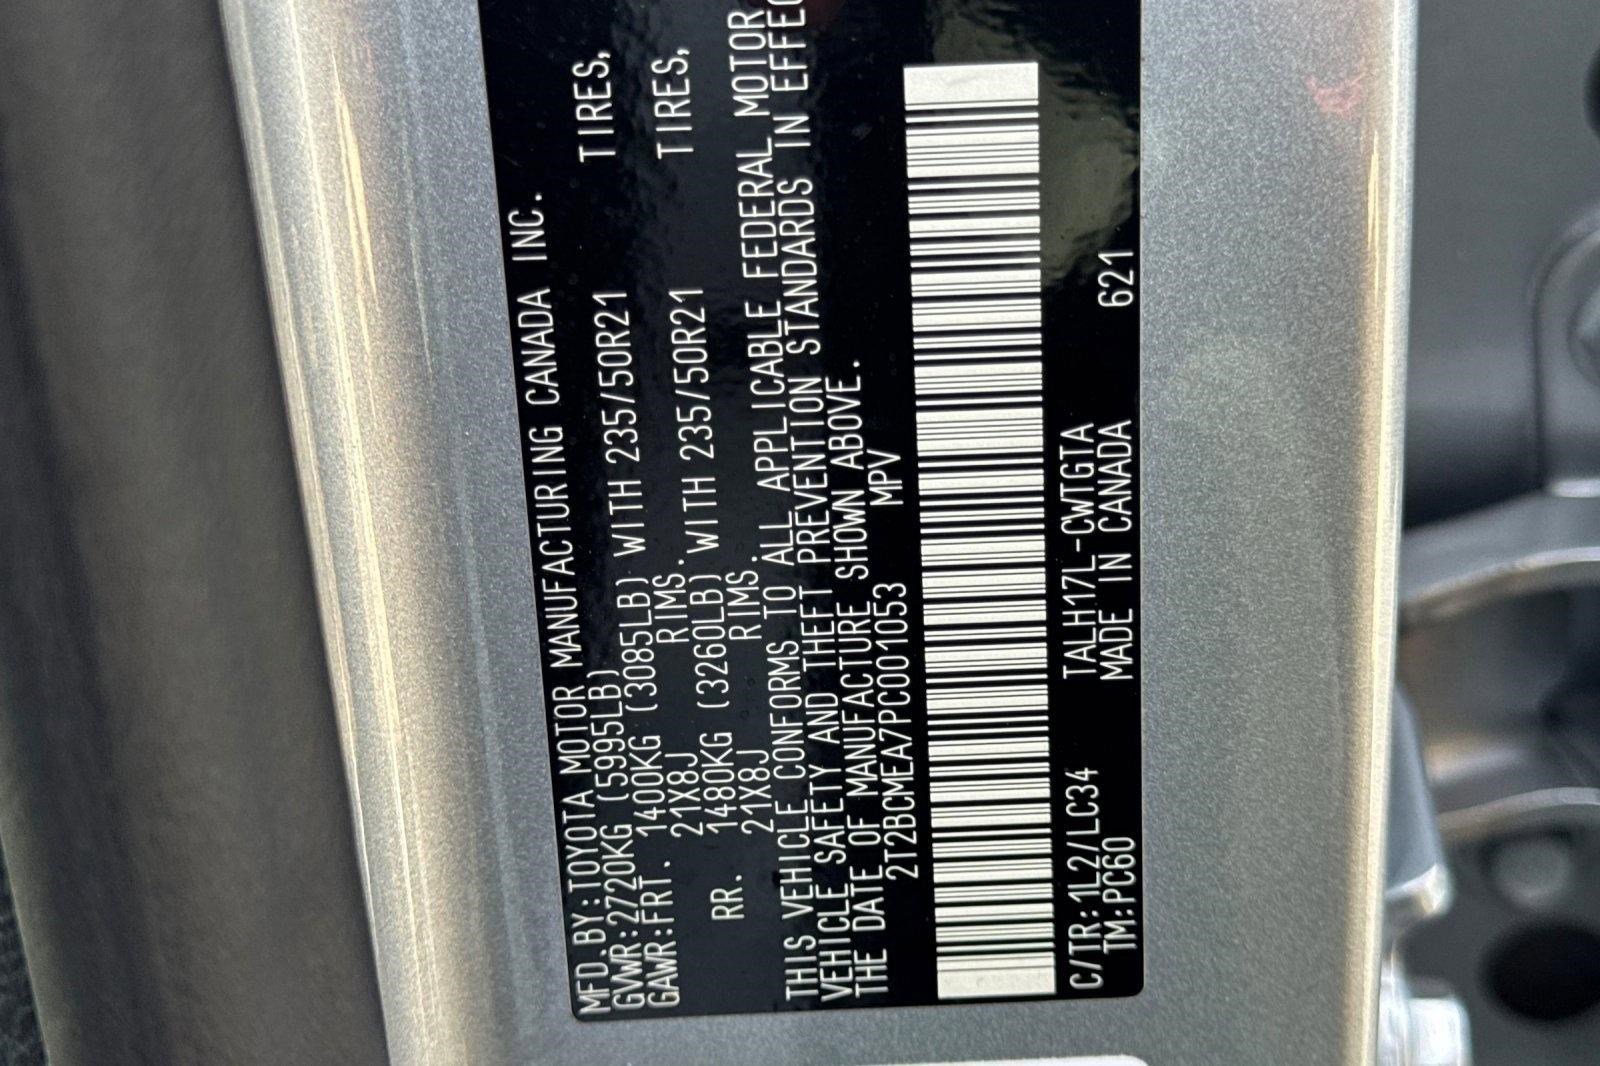 MFD.BY:TOYOTA MOTOR MANUFACTURING CANADA INC.
GVWR:2720KG (5995LB)
GAWR:FRT. 1400KG (3085LB) WITH 235/50R21 TIRES,
21X8J RIMS.
RR. 1480KG (3260LB) WITH 235/50R21 TIRES,
21X8J RIMS.
THIS VEHICLE CONFORMS TO ALL APPLICABLE FEDERAL MOTOR
VEHICLE SAFETY AND THEFT PREVENTION STANDARDS IN EFFEC
THE DATE OF MANUFACTURE SHOWN ABOVE.
2T2BCMEA7PC001053 MPV
C/TR:1L2/LC34 TALH17L-CWTGTA 621
TM:PC60 MADE IN CANADA